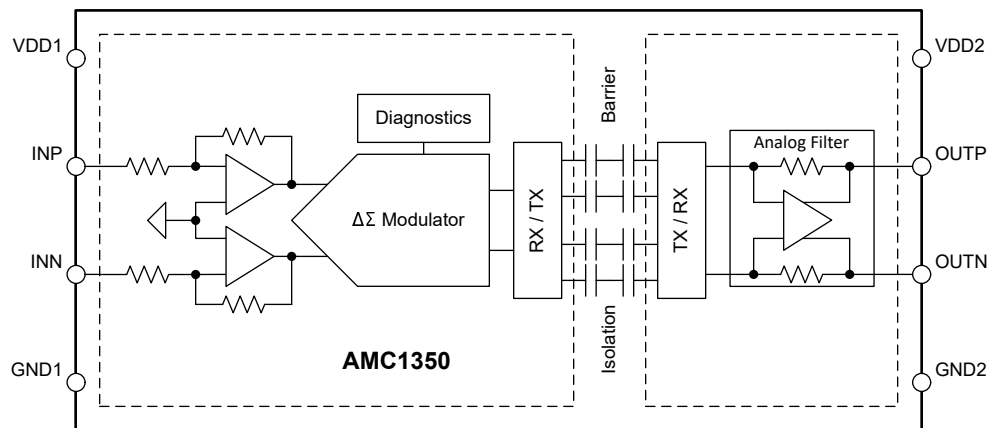 VDD1
VDD2
Barrier
Diagnostics
Analog Filter
INP
OUTP
ΔΣ Modulator
RX / TX
TX / RX
INN
OUTN
Isolation
AMC1350
GND1
GND2